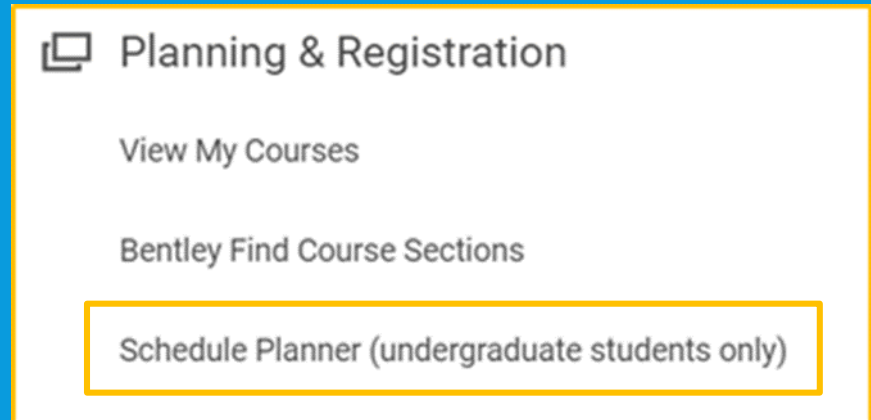 Planning & Registration
View My Courses
Bentley Find Course Sections
Schedule Planner (undergraduate students only)